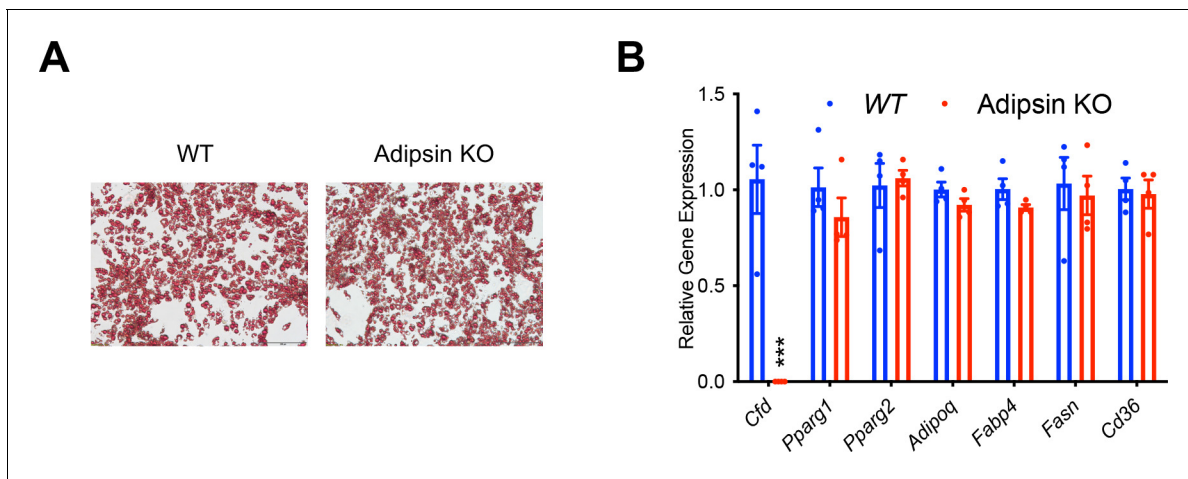 A
WT
Adipsin KO
B
WT
Adipsin KO
Relative Gene Expression
1.5
1.0
0.5
0.0
***
Cfd
Pparg1
Pparg2
Adipoq
Fabp4
Fasn
Cd36